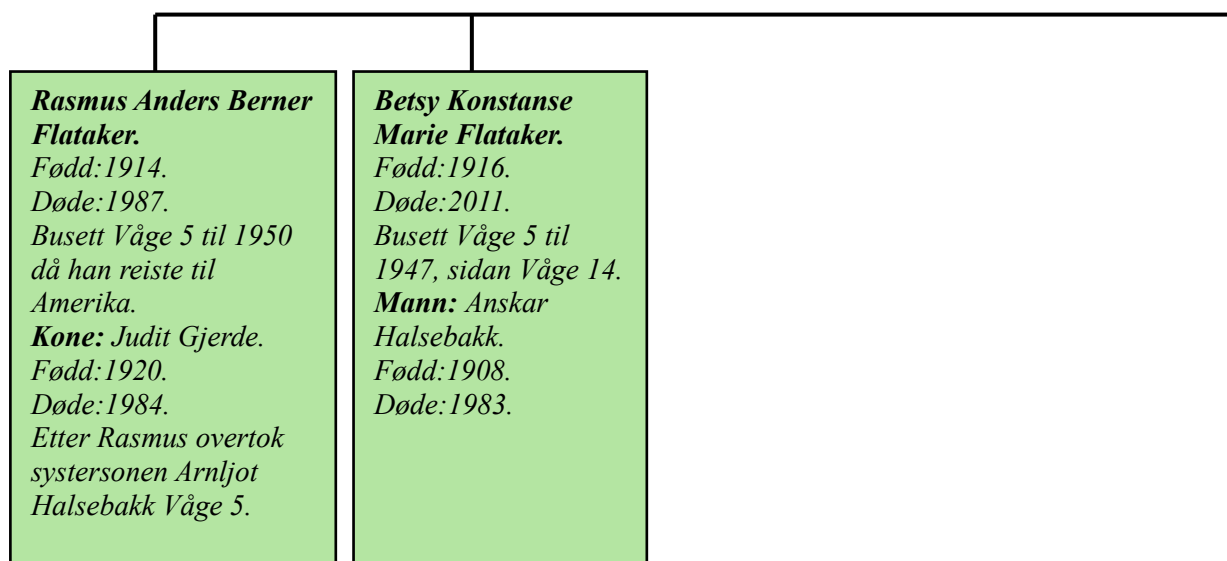 Rasmus Anders Berner
Flataker.
Fødd:1914.
Døde:1987.
Busett Våge 5 til 1950
då han reiste til
Amerika.
Kone: Judit Gjerde.
Fødd:1920.
Døde:1984.
Etter Rasmus overtok
systersonen Arnljot
Halsebakk Våge 5.
Betsy Konstanse
Marie Flataker.
Fødd:1916.
Døde:2011.
Busett Våge 5 til
1947, sidan Våge 14.
Mann: Anskar
Halsebakk.
Fødd:1908.
Døde:1983.